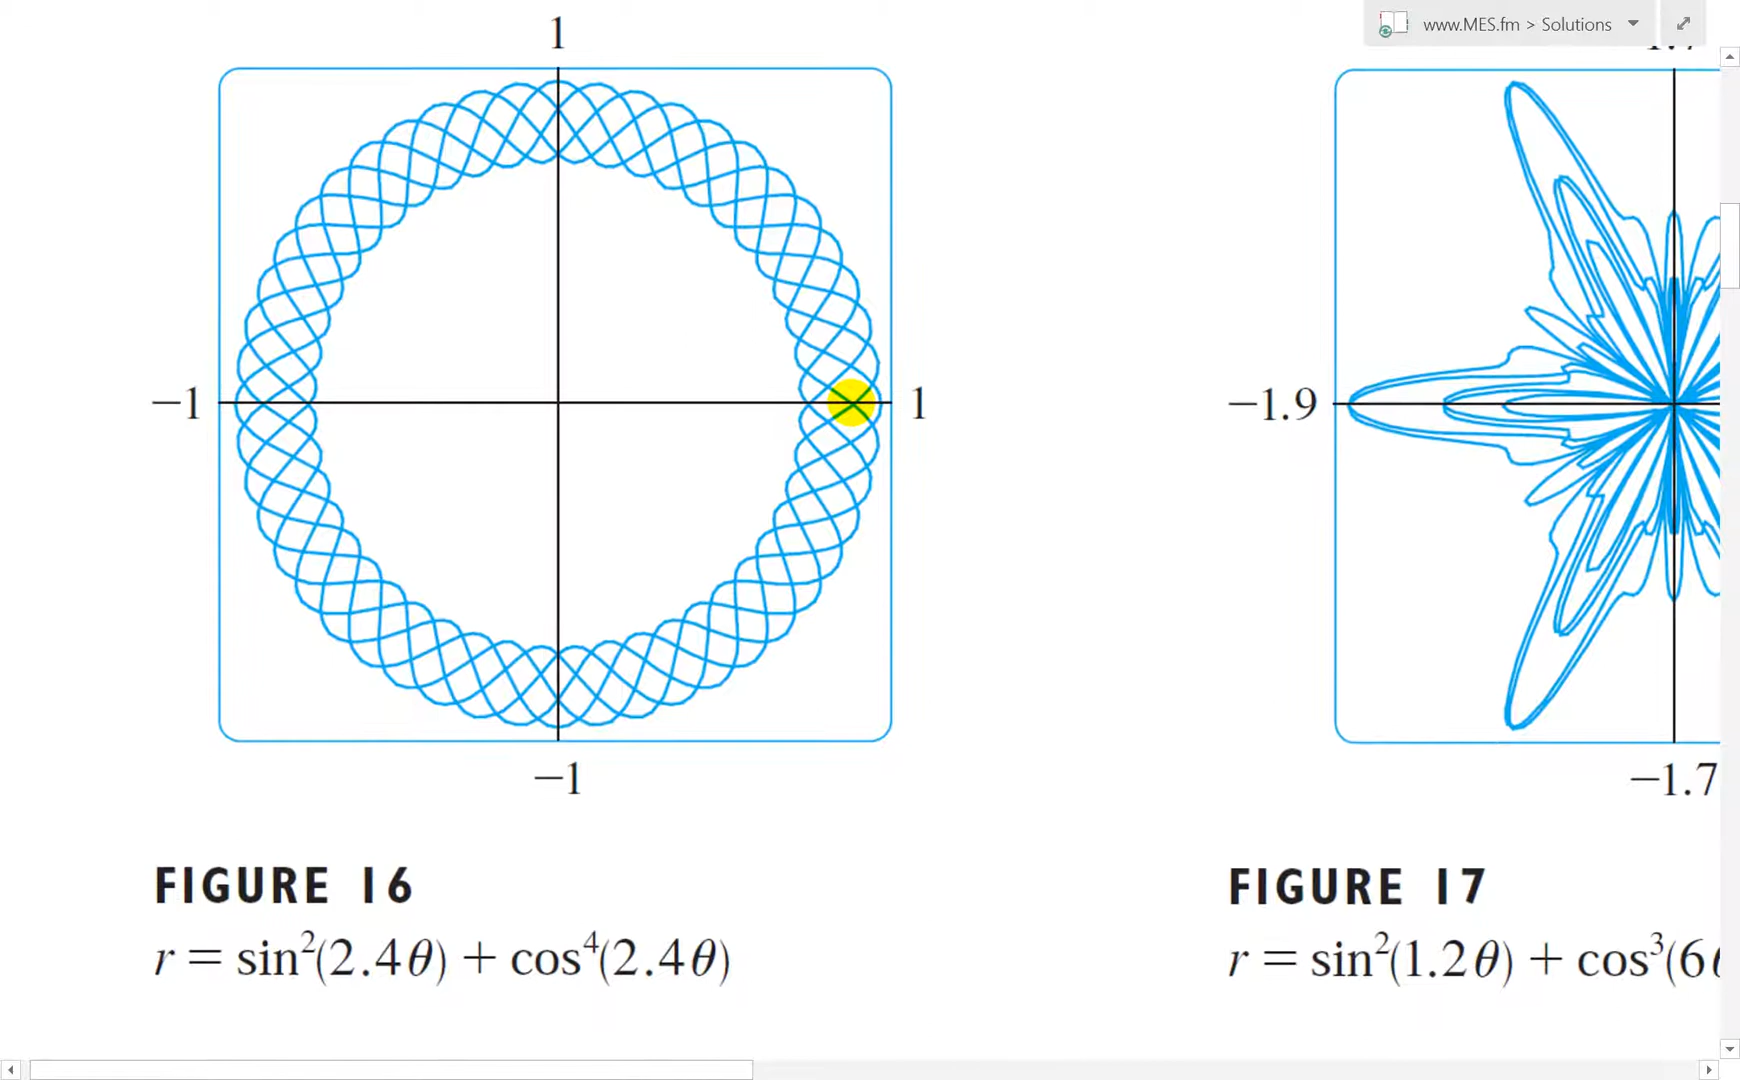 www.MES.fm > Solutions
1
−1
1
−1
FIGURE 16
r = sin²(2.4θ) + cos⁴(2.4θ)
−1.9
−1.7
FIGURE 17
r = sin²(1.2θ) + cos³(6